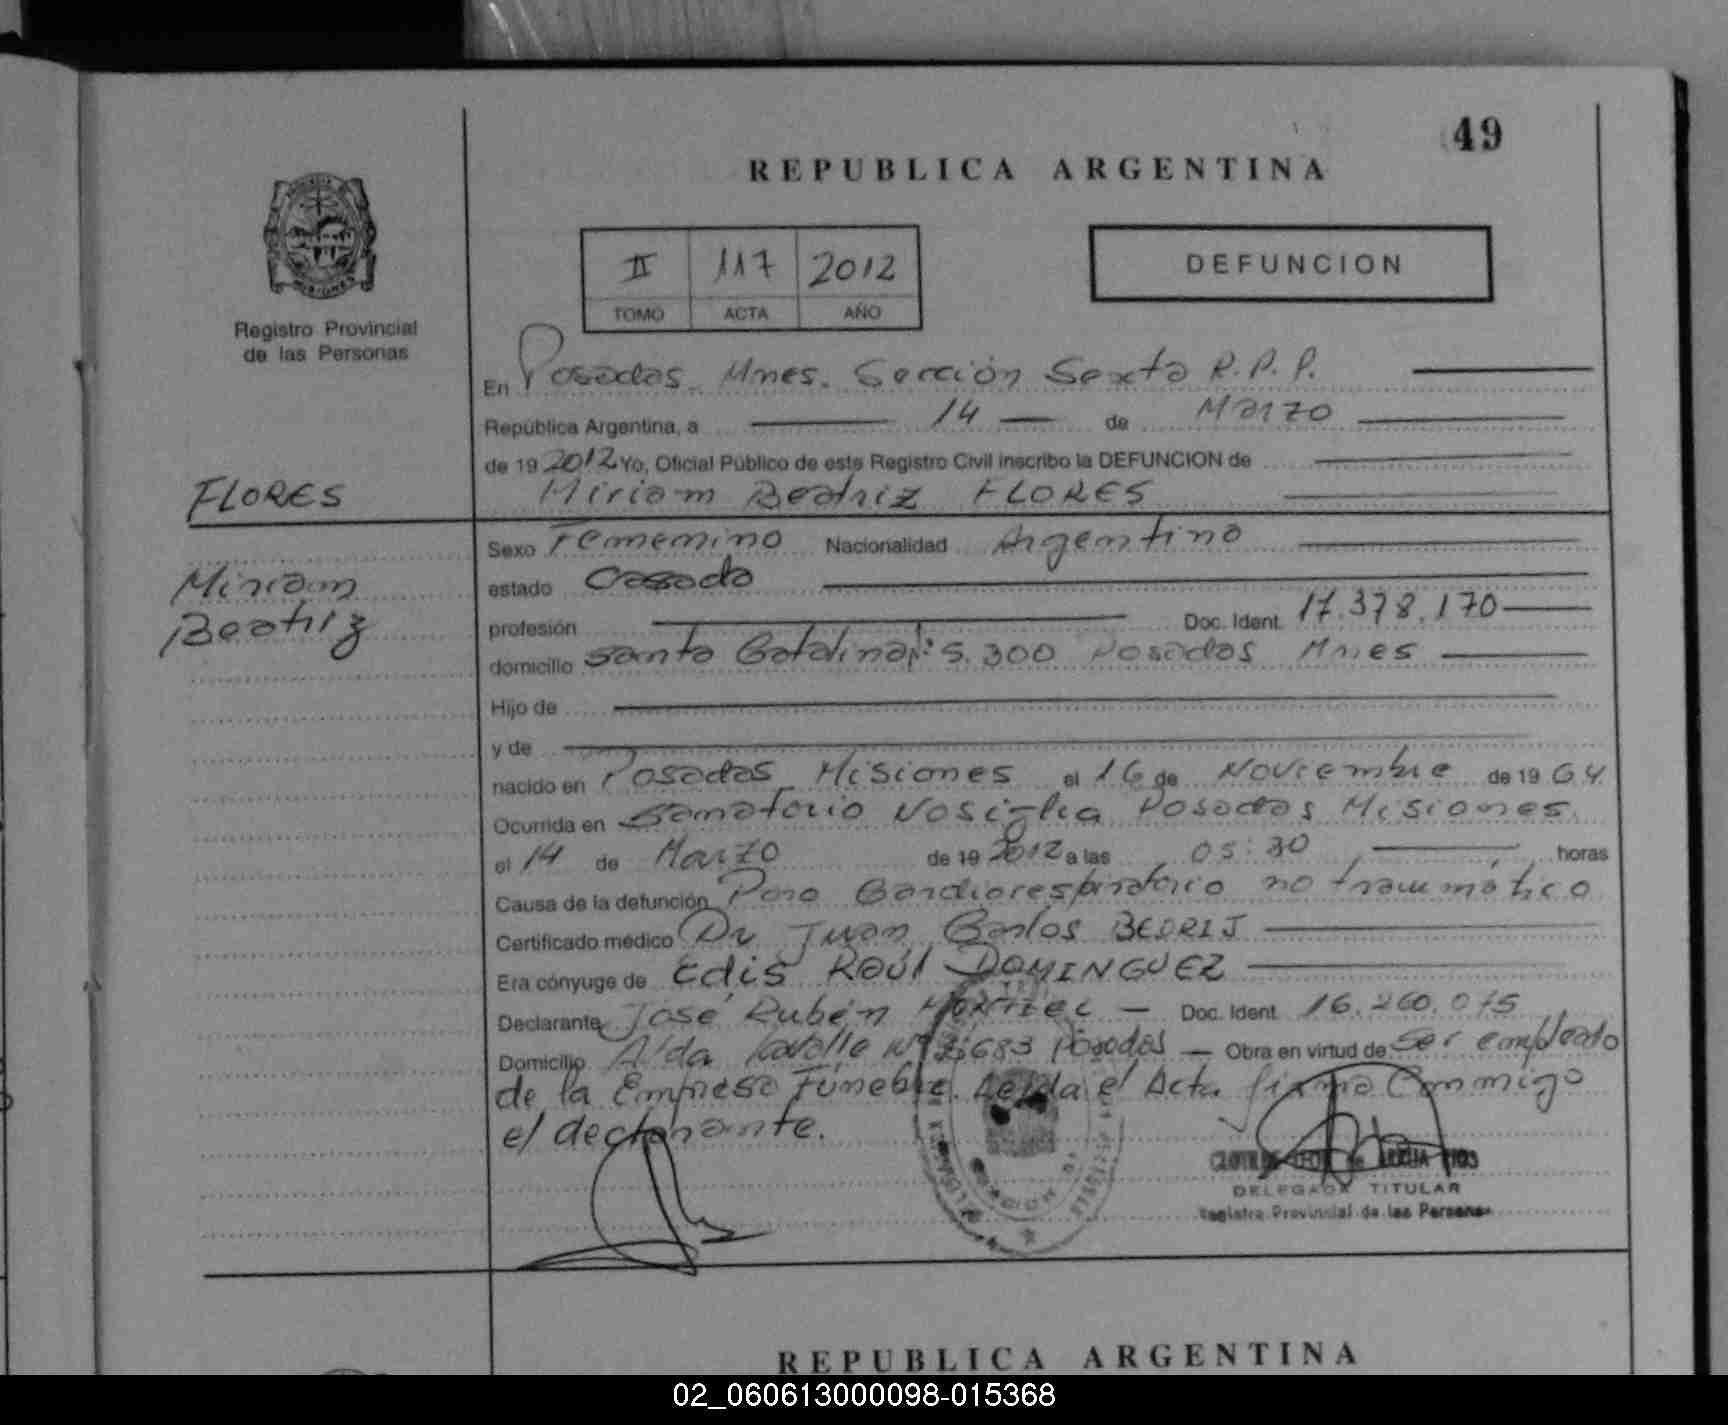 49
REPUBLICA ARGENTINA
II 117 2012
TOMO ACTA AÑO
DEFUNCION
MISIONES
Registro Provincial
de las Personas
En Posadas Mnes. Sección Sexta R.P.P.
República Argentina, a 14 de Marzo
de 19 2012 Yo, Oficial Público de este Registro Civil inscribo la DEFUNCION de
FLORES
Miriam Beatriz FLORES
Sexo Femenino Nacionalidad Argentina
Miriam
Beatriz
estado Casada
profesión Doc. Ident. 17.378.170
domicilio Santa Catalina Nº 5.300 Posadas Mnes
Hijo de
y de
nacido en Posadas Misiones el 16 de Noviembre de 19 64
Ocurrida en Sanatorio Nosiglia Posadas Misiones
el 14 de Marzo de 19 2012 a las 05:30 horas
Causa de la defunción Paro Cardiorespiratorio no traumático
Certificado médico Dr Juan Carlos BEDRIJ
Era cónyuge de Edis Raúl DOMINGUEZ
Declarante José Rubén Doc. Ident. 16.260.075
Domicilio Posadas Obra en virtud de Ser empleado
de la Empresa Fúnebre. Leída el Acta firma Conmigo
el declarante.
DELEGADA TITULAR
Registro Provincial de las Personas
REPUBLICA ARGENTINA
02_060613000098-015368